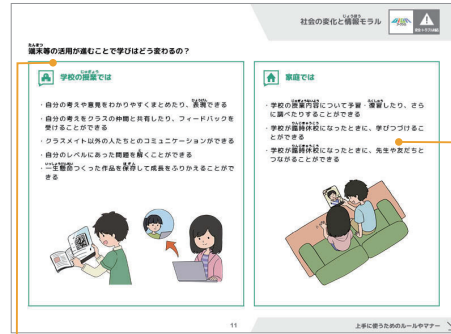 社会の変化と情報モラル
端末等の活用が進むことで学びはどう変わるの？
学校の授業では
・自分の考えや意見をわかりやすくまとめたり、表現できる
・自分の考えをクラスの仲間と共有したり、フィードバックを
受けることができる
・クラスメイト以外の人たちとのコミュニケーションができる
・自分のレベルにあった問題を解くことができる
・一生懸命つくった作品を保存して成長をふりかえることがで
きる
家庭では
・学校の授業内容について予習・復習したり、さら
に調べたりすることができる
・学校が臨時休校になったときに、学びつづけるこ
とができる
・学校が臨時休校になったときに、先生や友だちと
つながることができる
11
上手に使うためのルールやマナー